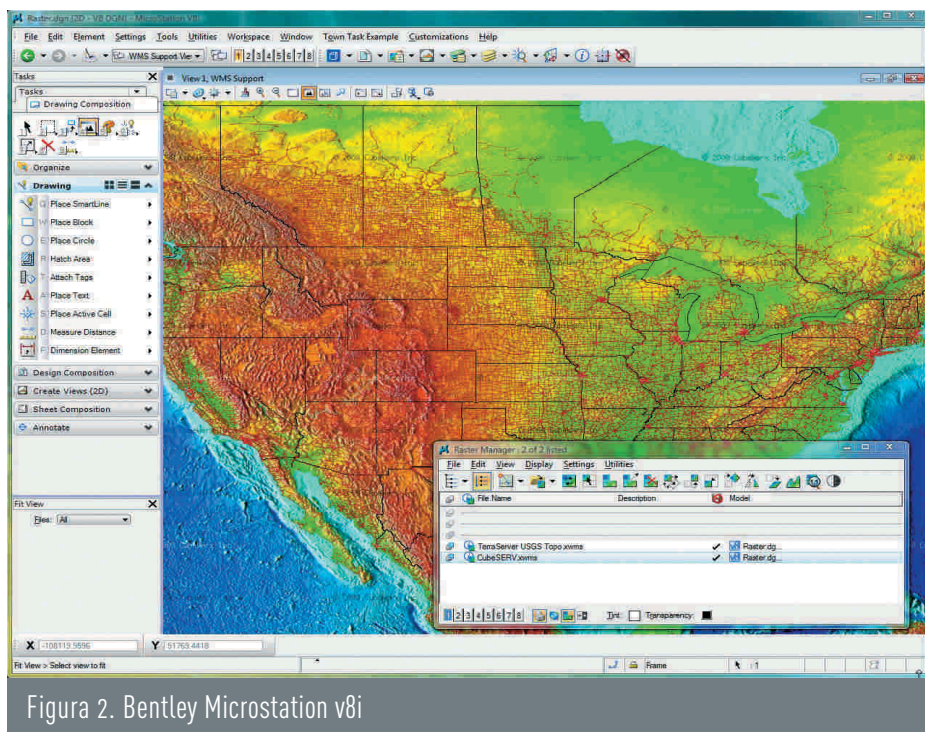 Raster.dgn [2D - V8 DGN] - MicroStation V8i
File Edit Element Settings Tools Utilities Workspace Window Town Task Example Customizations Help
WMS Support Vie
1 2 3 4 5 6 7 8
Tasks
Tasks
Drawing Composition
Organize
Drawing
Q Place SmartLine
W Place Block
E Place Circle
R Hatch Area
T Attach Tags
A Place Text
S Place Active Cell
D Measure Distance
F Dimension Element
Design Composition
Create Views (2D)
Sheet Composition
Annotate
Fit View
Files: All
View 1, WMS Support
© 2008 Cubewerx Inc
Raster Manager : 2 of 2 listed
File Edit View Display Settings Utilities
File Name Description Model
TerraServer USGS Topo.xwms Raster.dg...
CubeSERV.xwms Raster.dg...
1 2 3 4 5 6 7 8 Tint: Transparency:
X -108119.5596 Y 51763.4418
Fit View > Select view to fit
Frame : 1
Figura 2. Bentley Microstation v8i